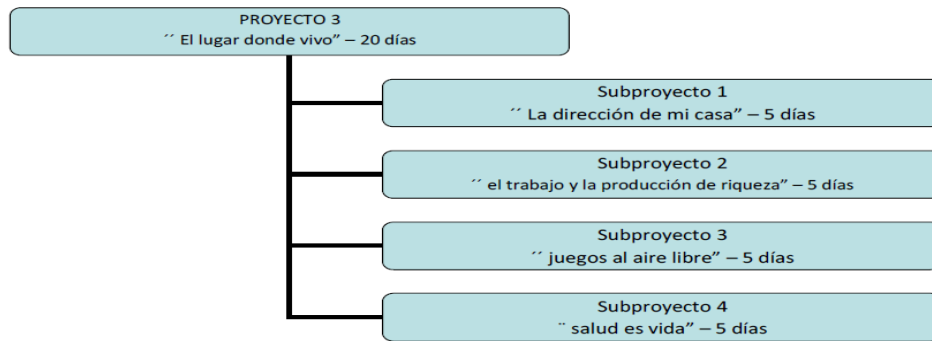 PROYECTO 3
´´ El lugar donde vivo” – 20 días
Subproyecto 1
´´ La dirección de mi casa” – 5 días
Subproyecto 2
´´ el trabajo y la producción de riqueza” – 5 días
Subproyecto 3
´´ juegos al aire libre” – 5 días
Subproyecto 4
¨ salud es vida” – 5 días